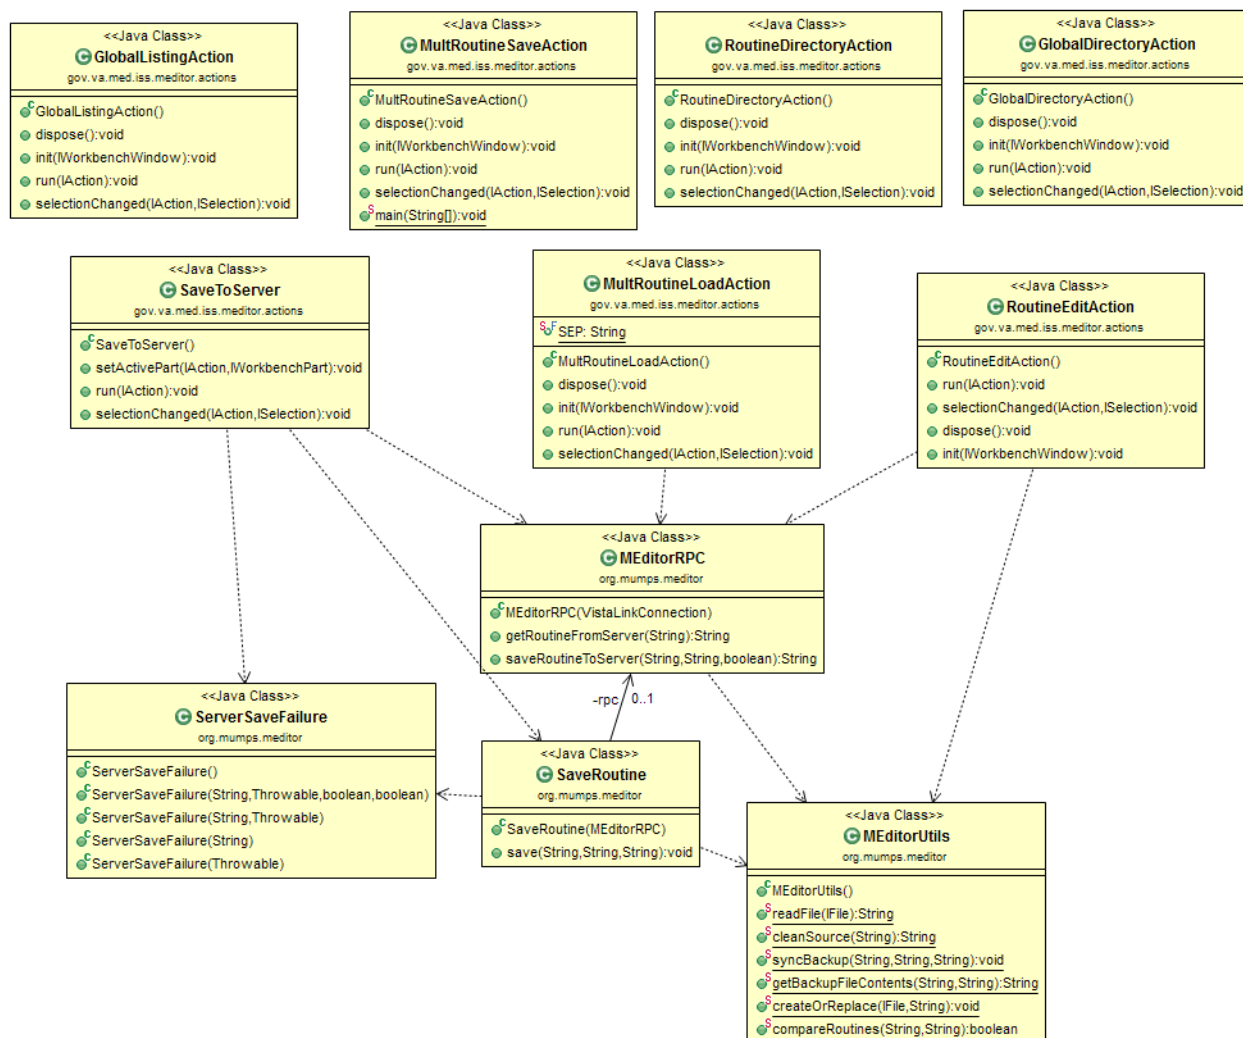 <<Java Class>>
GlobalListingAction
gov.va.med.iss.meditor.actions
GlobalListingAction()
dispose():void
init(IWorkbenchWindow):void
run(IAction):void
selectionChanged(IAction,ISelection):void
<<Java Class>>
MultRoutineSaveAction
gov.va.med.iss.meditor.actions
MultRoutineSaveAction()
dispose():void
init(IWorkbenchWindow):void
run(IAction):void
selectionChanged(IAction,ISelection):void
main(String[]):void
<<Java Class>>
RoutineDirectoryAction
gov.va.med.iss.meditor.actions
RoutineDirectoryAction()
dispose():void
init(IWorkbenchWindow):void
run(IAction):void
selectionChanged(IAction,ISelection):void
<<Java Class>>
GlobalDirectoryAction
gov.va.med.iss.meditor.actions
GlobalDirectoryAction()
dispose():void
init(IWorkbenchWindow):void
run(IAction):void
selectionChanged(IAction,ISelection):void
<<Java Class>>
SaveToServer
gov.va.med.iss.meditor.actions
SaveToServer()
setActivePart(IAction,IWorkbenchPart):void
run(IAction):void
selectionChanged(IAction,ISelection):void
<<Java Class>>
MultRoutineLoadAction
gov.va.med.iss.meditor.actions
SEP: String
MultRoutineLoadAction()
dispose():void
init(IWorkbenchWindow):void
run(IAction):void
selectionChanged(IAction,ISelection):void
<<Java Class>>
RoutineEditAction
gov.va.med.iss.meditor.actions
RoutineEditAction()
run(IAction):void
selectionChanged(IAction,ISelection):void
dispose():void
init(IWorkbenchWindow):void
<<Java Class>>
MEditorRPC
org.mumps.meditor
MEditorRPC(VistaLinkConnection)
getRoutineFromServer(String):String
saveRoutineToServer(String,String,boolean):String
-rpc 0..1
<<Java Class>>
ServerSaveFailure
org.mumps.meditor
ServerSaveFailure()
ServerSaveFailure(String,Throwable,boolean,boolean)
ServerSaveFailure(String,Throwable)
ServerSaveFailure(String)
ServerSaveFailure(Throwable)
<<Java Class>>
SaveRoutine
org.mumps.meditor
SaveRoutine(MEditorRPC)
save(String,String,String):void
<<Java Class>>
MEditorUtils
org.mumps.meditor
MEditorUtils()
readFile(IFile):String
cleanSource(String):String
syncBackup(String,String,String):void
getBackupFileContents(String,String):String
createOrReplace(IFile,String):void
compareRoutines(String,String):boolean